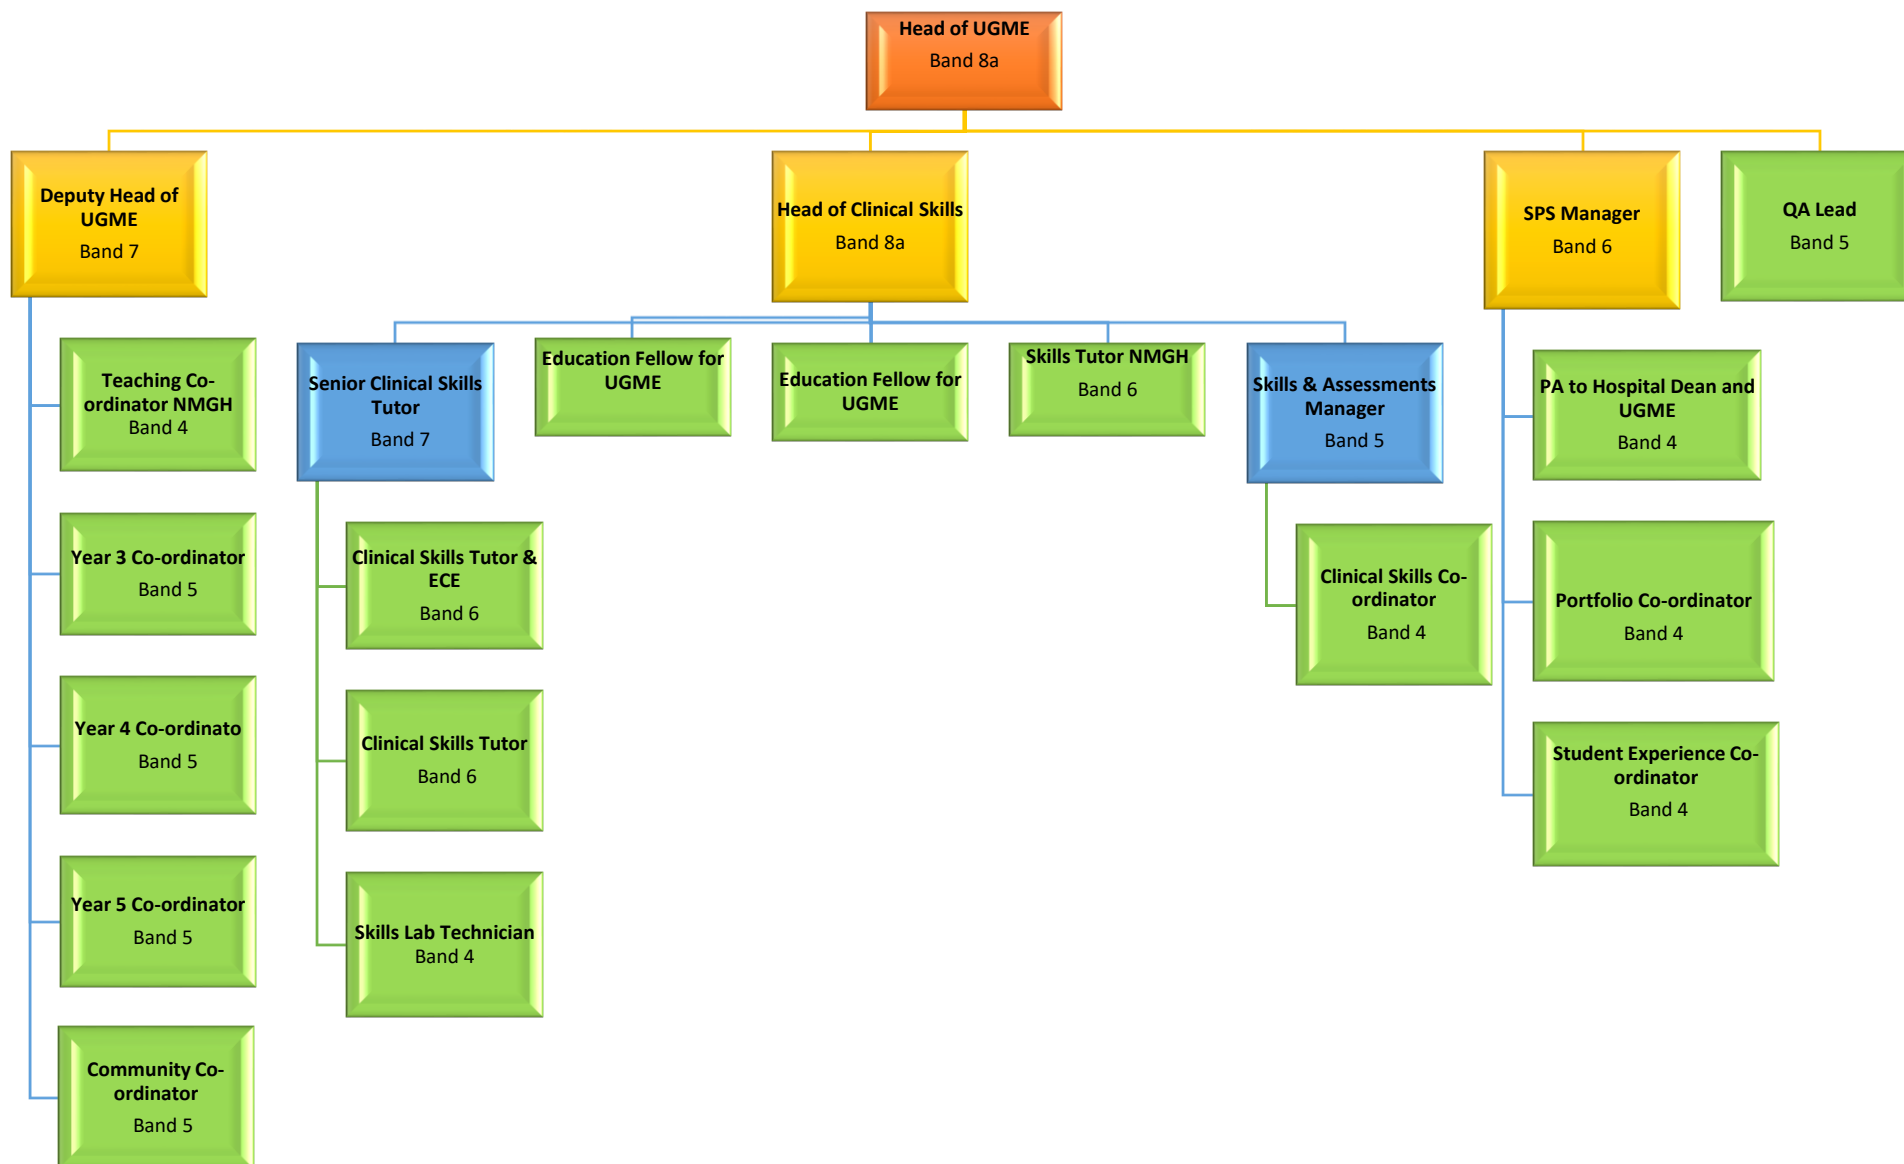 Head of UGME
Band 8a
Deputy Head of
UGME
Band 7
Head of Clinical Skills
Band 8a
SPS Manager
Band 6
QA Lead
Band 5
Teaching Co-
ordinator NMGH
Band 4
Year 3 Co-ordinator
Band 5
Year 4 Co-ordinato
Band 5
Year 5 Co-ordinator
Band 5
Community Co-
ordinator
Band 5
Senior Clinical Skills
Tutor
Band 7
Clinical Skills Tutor &
ECE
Band 6
Clinical Skills Tutor
Band 6
Skills Lab Technician
Band 4
Education Fellow for
UGME
Education Fellow for
UGME
Skills Tutor NMGH
Band 6
Skills & Assessments
Manager
Band 5
Clinical Skills Co-
ordinator
Band 4
PA to Hospital Dean and
UGME
Band 4
Portfolio Co-ordinator
Band 4
Student Experience Co-
ordinator
Band 4